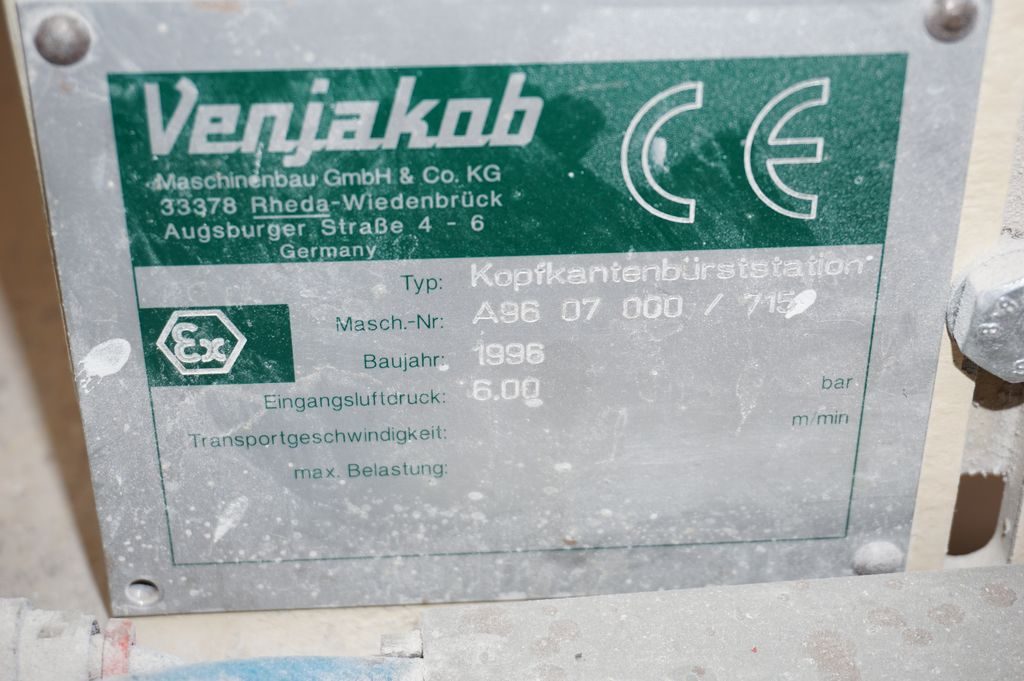 Venjakob
CE
Maschinenbau GmbH & Co. KG
33378 Rheda-Wiedenbrück
Augsburger Straße 4 - 6
Germany
Typ: Kopfkantenbürststation
Ex
Masch.-Nr: A96 07 000 / 715
Baujahr: 1996
Eingangsluftdruck: 6.00 bar
Transportgeschwindigkeit: m/min
max. Belastung: